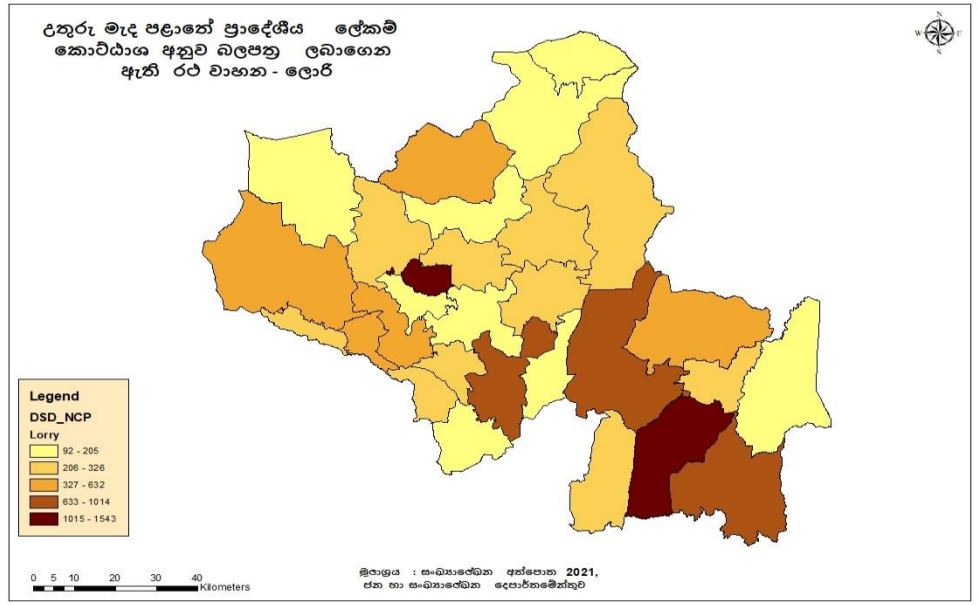 උතුරු මැද පළාතේ ප්‍රාදේශීය ලේකම්
කොට්ඨාශ අනුව බලපත්‍ර ලබාගෙන
ඇති රථ වාහන - ලොරි
N
W E
S
Legend
DSD_NCP
Lorry
92 - 205
206 - 326
327 - 632
633 - 1014
1015 - 1543
0 5 10 20 30 40
Kilometers
මූලාශ්‍රය : සංඛ්‍යාලේඛන අත්පොත 2021,
ජන හා සංඛ්‍යාලේඛන දෙපාර්තමේන්තුව